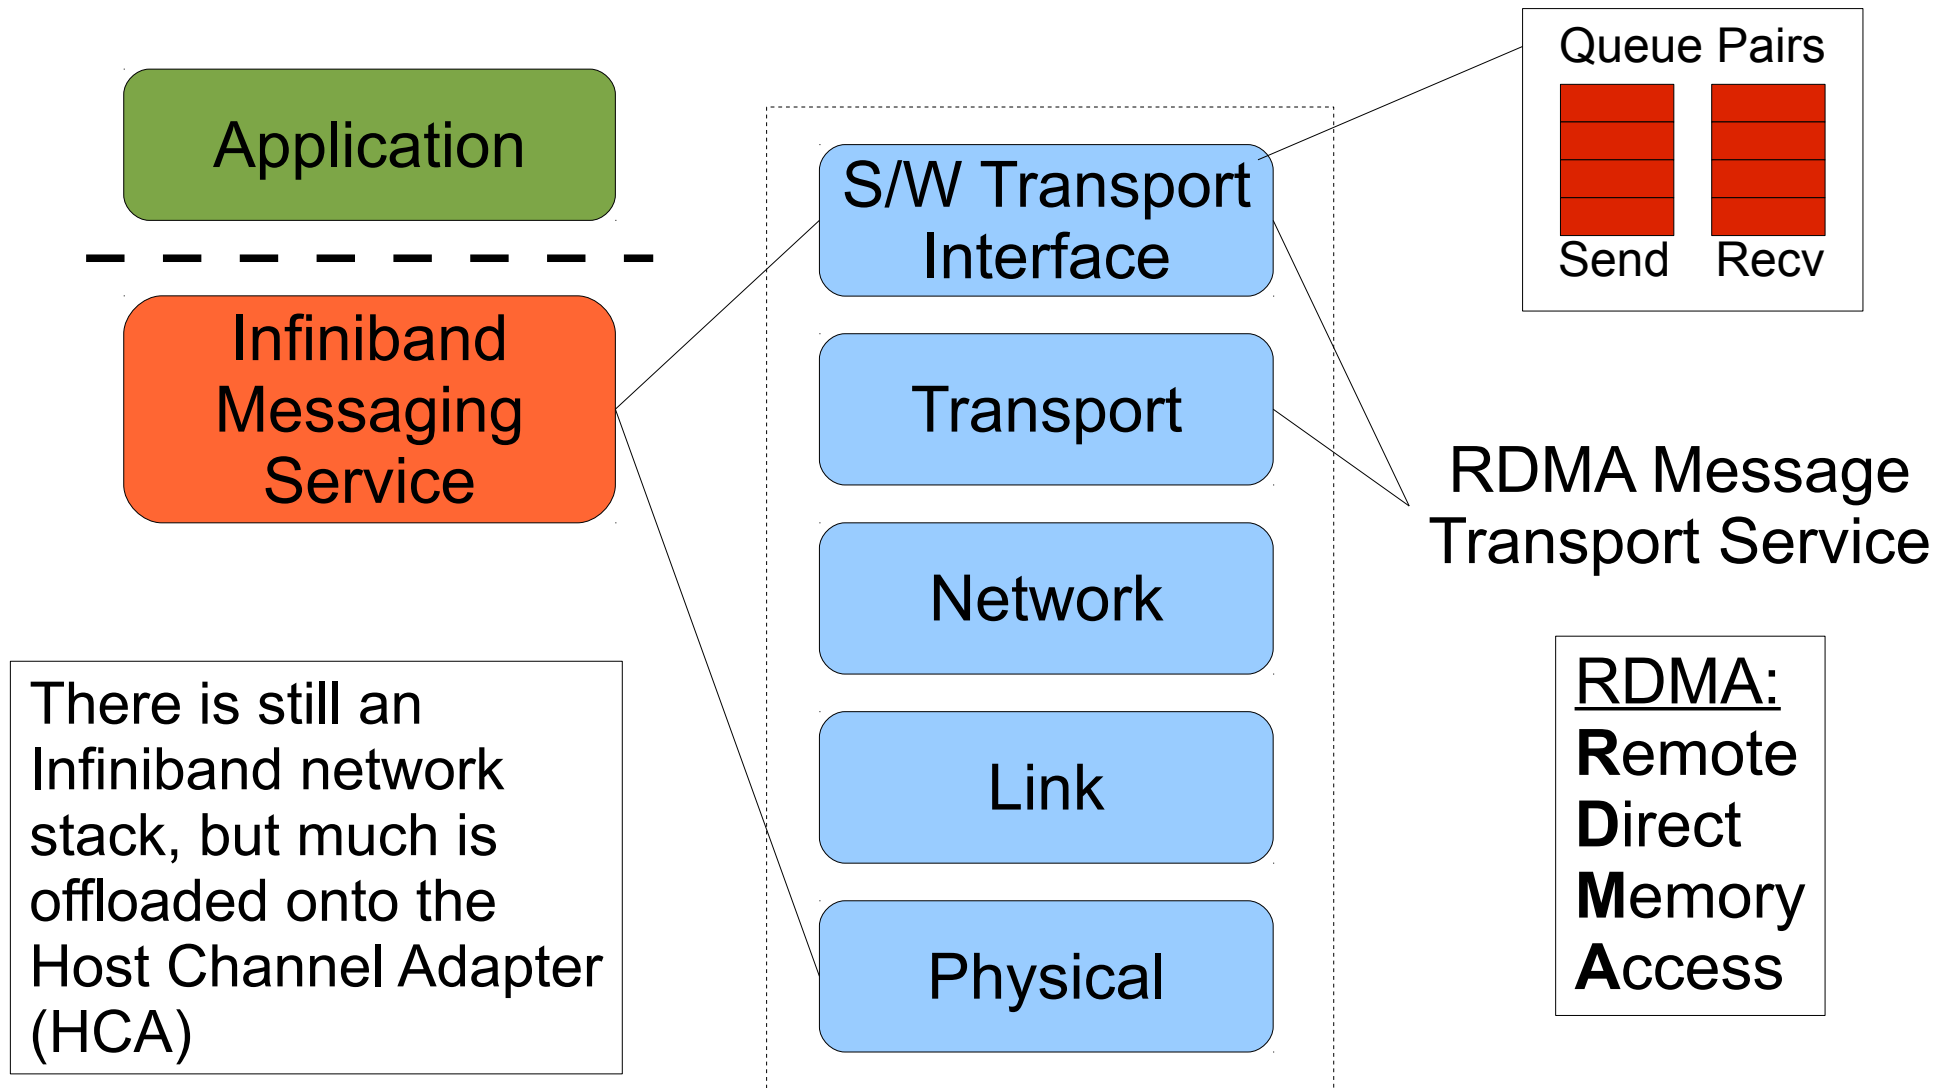 Application
Infiniband
Messaging
Service
There is still an
Infiniband network
stack, but much is
offloaded onto the
Host Channel Adapter
(HCA)
S/W Transport
Interface
Transport
Network
Link
Physical
Queue Pairs
Send Recv
RDMA Message
Transport Service
RDMA:
Remote
Direct
Memory
Access